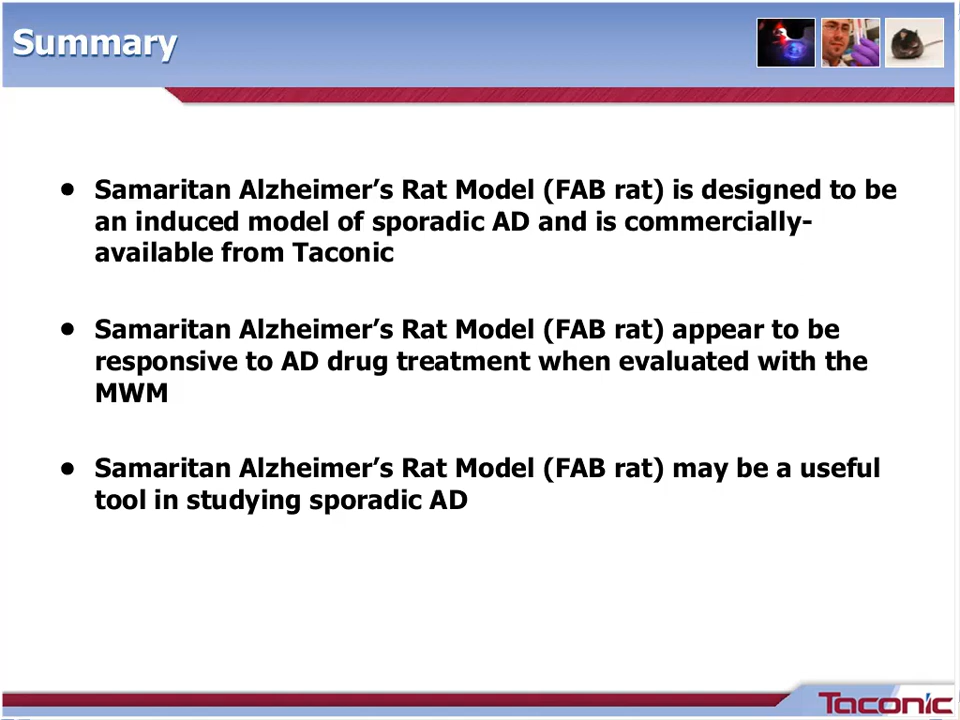 Summary
• Samaritan Alzheimer’s Rat Model (FAB rat) is designed to be
an induced model of sporadic AD and is commercially-
available from Taconic
• Samaritan Alzheimer’s Rat Model (FAB rat) appear to be
responsive to AD drug treatment when evaluated with the
MWM
• Samaritan Alzheimer’s Rat Model (FAB rat) may be a useful
tool in studying sporadic AD
Taconic